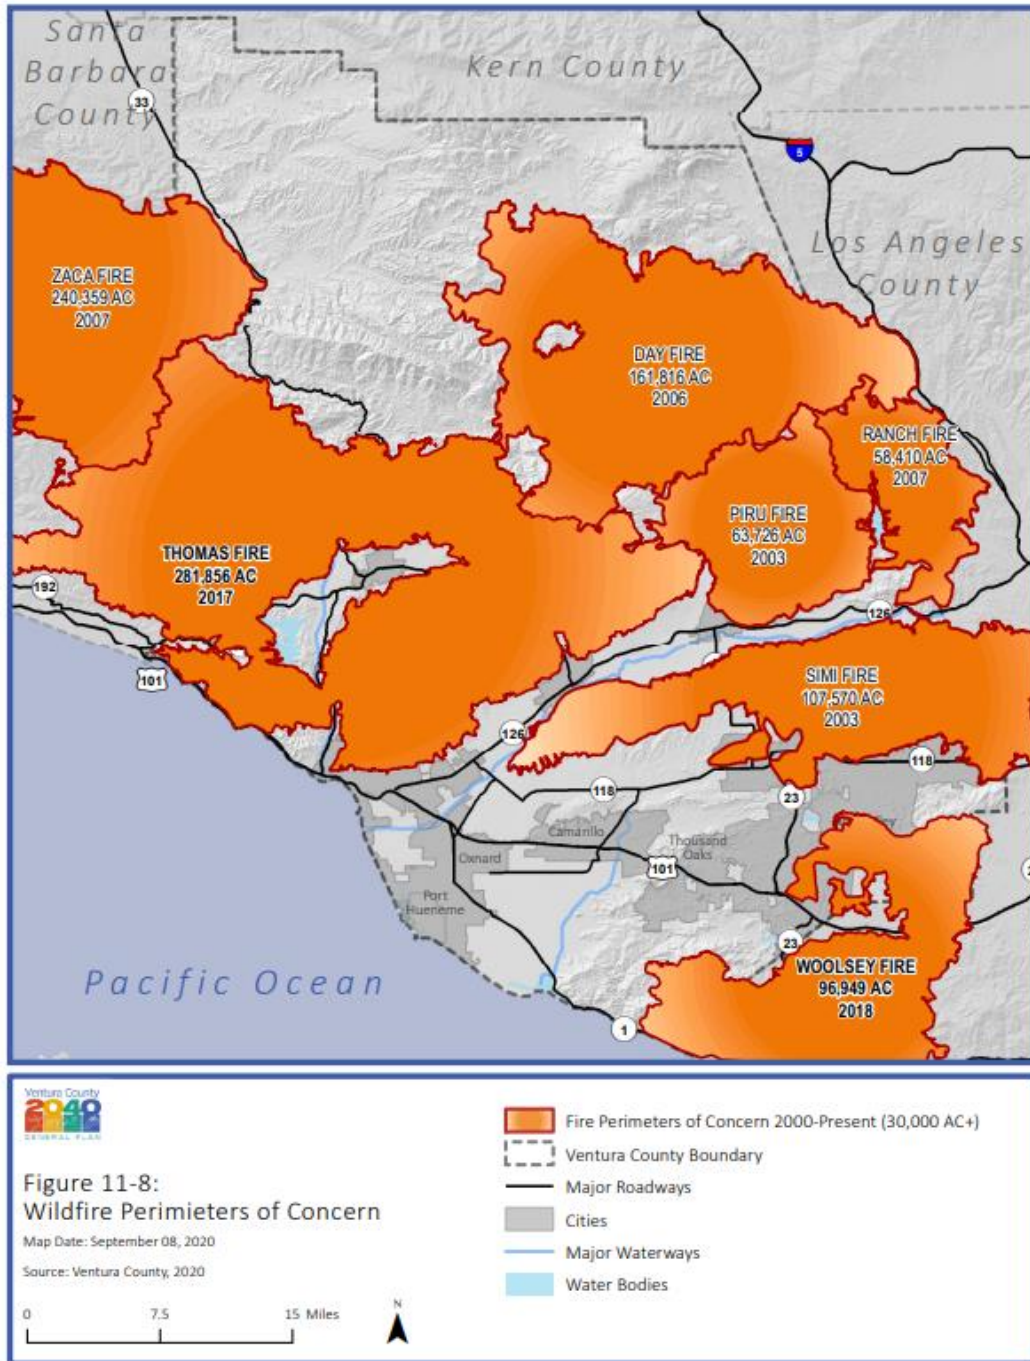 Santa
Barbara
County
Kern County
33
5
Los Angeles
County
ZACA FIRE
240,359 AC
2007
DAY FIRE
161,816 AC
2006
RANCH FIRE
58,410 AC
2007
PIRU FIRE
63,726 AC
2003
THOMAS FIRE
281,856 AC
2017
192
126
101
SIMI FIRE
107,570 AC
2003
126
118
118
23
Camarillo
Thousand
Oaks
Oxnard
101
Port
Hueneme
23
WOOLSEY FIRE
96,949 AC
2018
Pacific Ocean
1
Ventura County
2040
GENERAL PLAN
Figure 11-8:
Wildfire Perimieters of Concern
Map Date: September 08, 2020
Source: Ventura County, 2020
0 7.5 15 Miles
N
Fire Perimeters of Concern 2000-Present (30,000 AC+)
Ventura County Boundary
Major Roadways
Cities
Major Waterways
Water Bodies